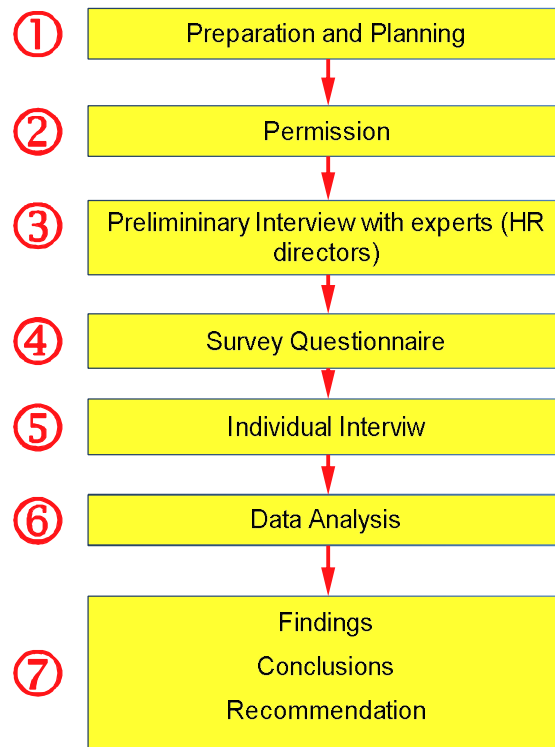 ① Preparation and Planning
② Permission
③ Prelimininary Interview with experts (HR
directors)
④ Survey Questionnaire
⑤ Individual Interviw
⑥ Data Analysis
Findings
⑦ Conclusions
Recommendation